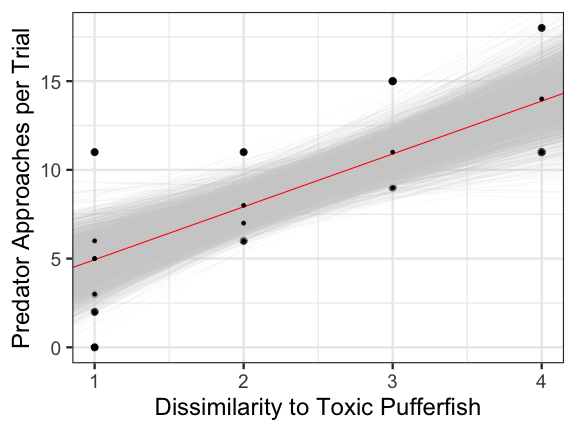 Predator Approaches per Trial
15
10
5
0
1 2 3 4
Dissimilarity to Toxic Pufferfish